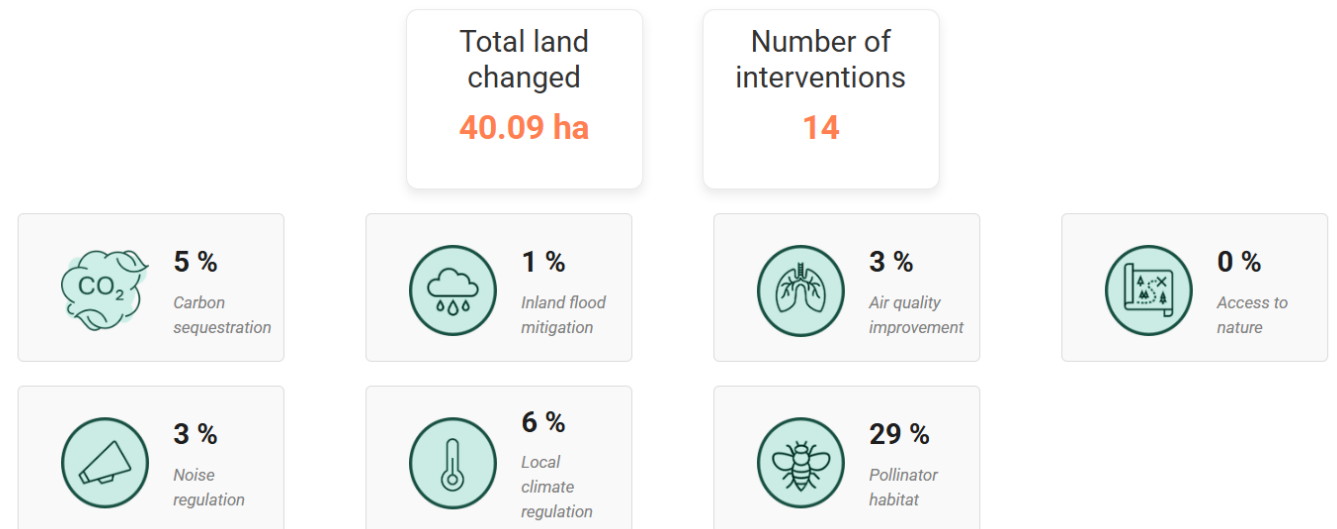 Total land
changed
40.09 ha
Number of
interventions
14
CO2
5 %
Carbon
sequestration
1 %
Inland flood
mitigation
3 %
Air quality
improvement
0 %
Access to
nature
3 %
Noise
regulation
6 %
Local
climate
regulation
29 %
Pollinator
habitat